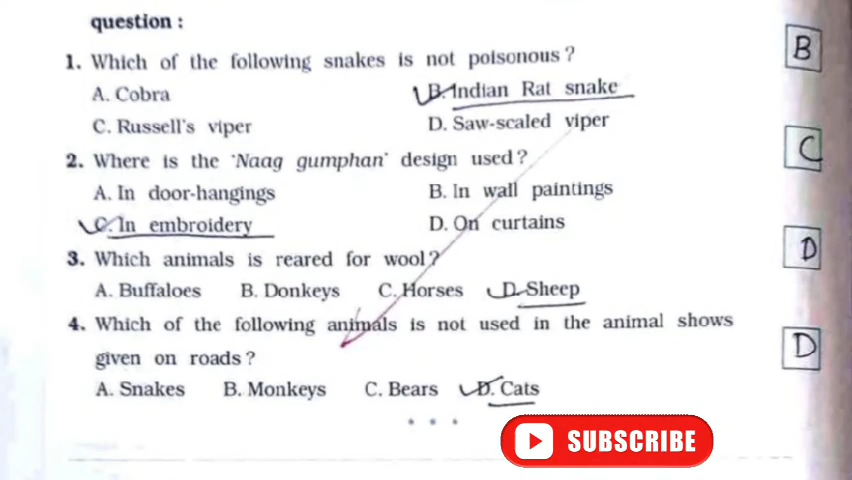 question :
1. Which of the following snakes is not poisonous ? B
A. Cobra B. Indian Rat snake
C. Russell's viper D. Saw-scaled viper
2. Where is the 'Naag gumphan' design used ? C
A. In door-hangings B. In wall paintings
C. In embroidery D. On curtains
3. Which animals is reared for wool ? D
A. Buffaloes B. Donkeys C. Horses D. Sheep
4. Which of the following animals is not used in the animal shows D
given on roads ?
A. Snakes B. Monkeys C. Bears D. Cats
SUBSCRIBE